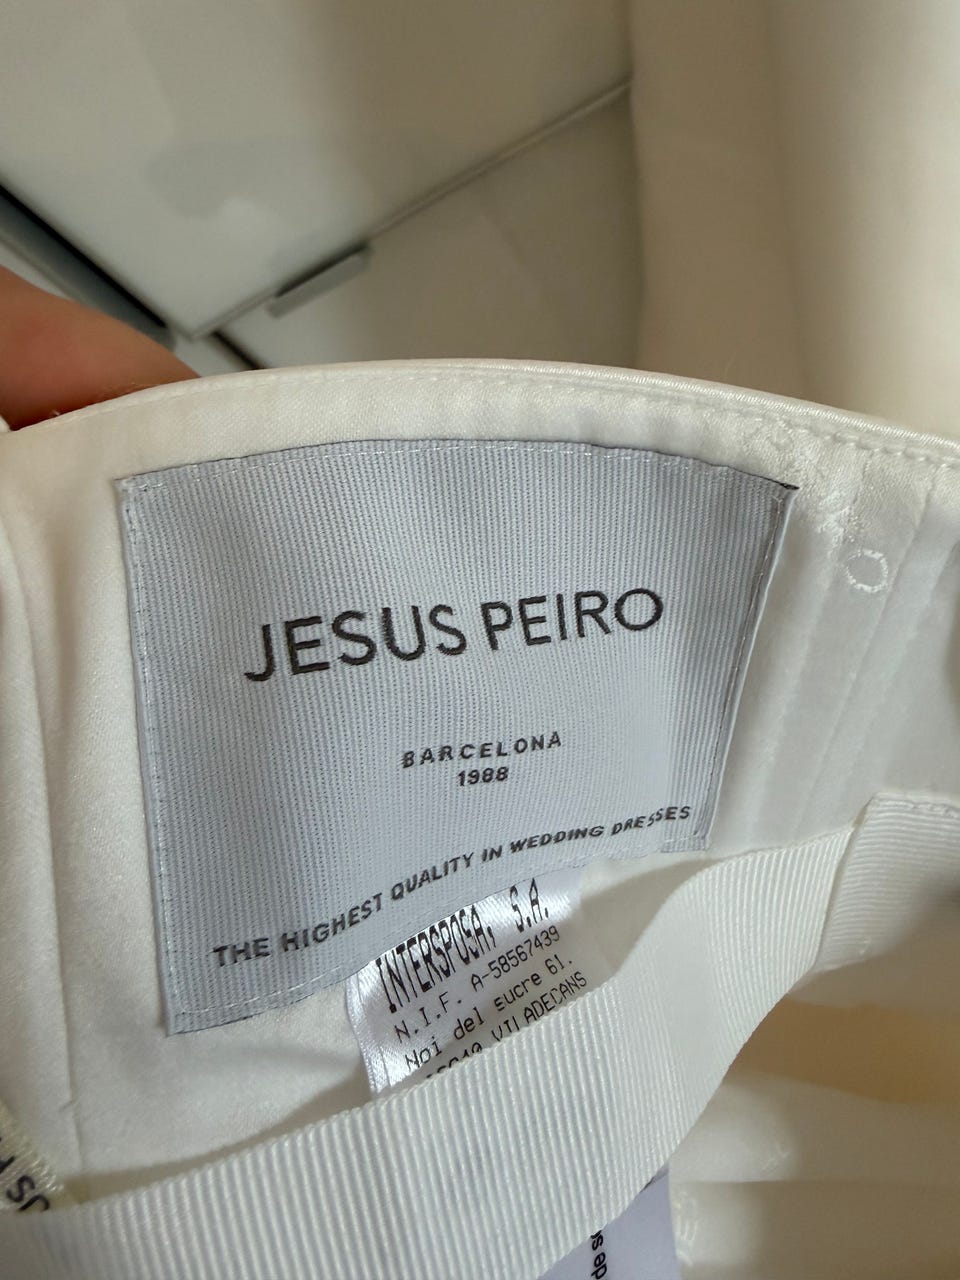 JESUS PEIRO
BARCELONA
1988
THE HIGHEST QUALITY IN WEDDING DRESSES
INTERSPOSA, S.A.
N.I.F. A-58567439
Noi del sucre 61.
VILADECANS